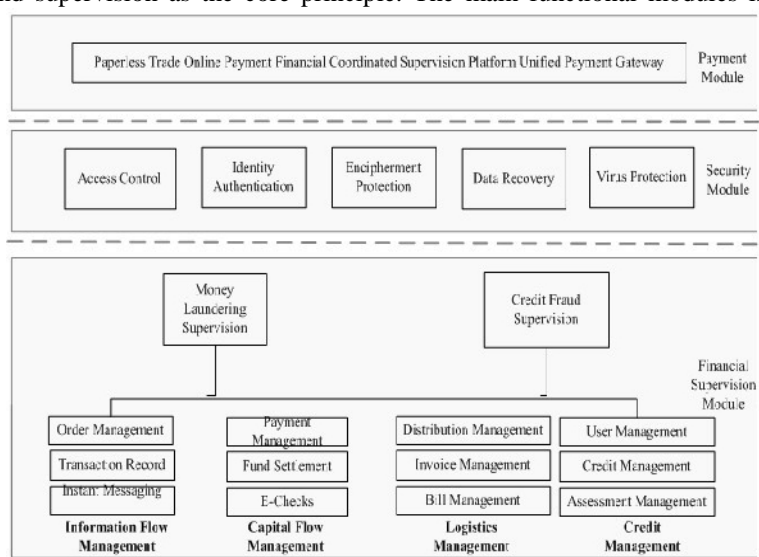 nd supervision as the core principle. The main functional modules i
Paperless Trade Online Payment Financial Coordinated Supervision Platform Unified Payment Gateway
Payment
Module
Access Control
Identity
Authentication
Encipherment
Protection
Data Recovery
Virus Protection
Security
Module
Money
Laundering
Supervision
Credit Fraud
Supervision
Financial
Supervision
Module
Order Management
Transaction Record
Instant Messaging
Information Flow
Management
Payment
Management
Fund Settlement
E-Checks
Capital Flow
Management
Distribution Management
Invoice Management
Bill Management
Logistics
Management
User Management
Credit Management
Assessment Management
Credit
Management